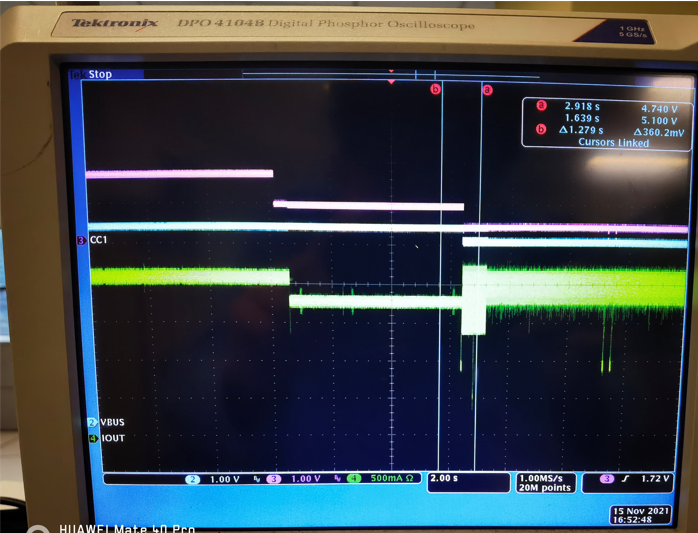 Tektronix DPO 4104B Digital Phosphor Oscilloscope
1 GHz
5 GS/s
Tek Stop
b
a
a 2.918 s 4.740 V
1.639 s 5.100 V
b Δ1.279 s Δ360.2mV
Cursors Linked
3 CC1
2 VBUS
4 IOUT
2 1.00 V 3 1.00 V 4 500mA Ω 2.00 s 1.00MS/s 3 1.72 V
20M points
15 Nov 2021
16:52:48
HUAWEI Mate 40 Pro